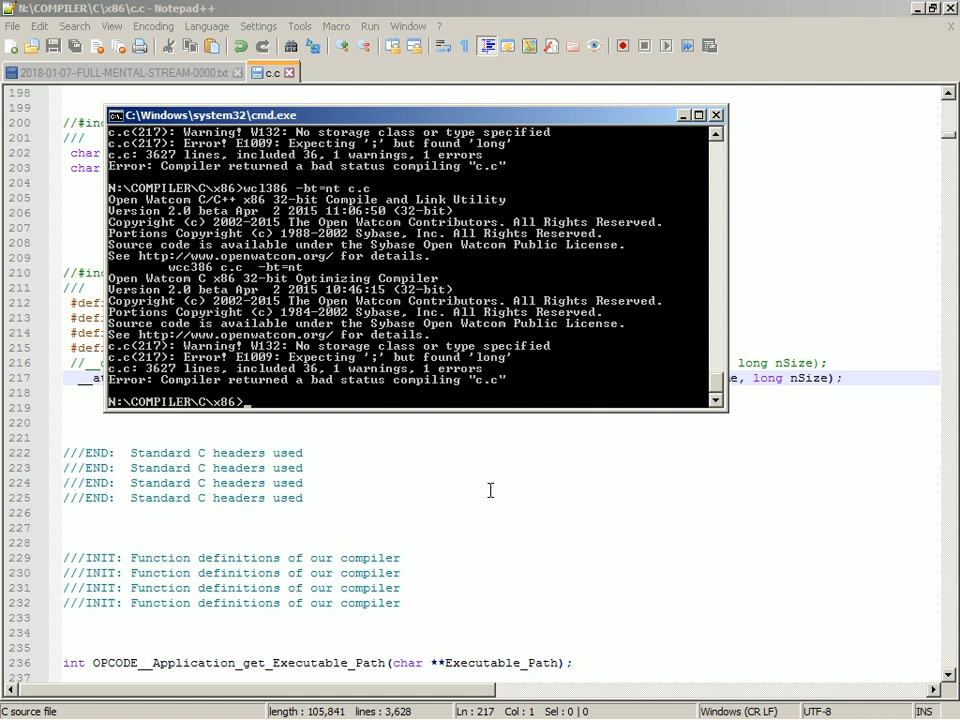 N:\COMPILER\C\x86\c.c - Notepad++
File Edit Search View Encoding Language Settings Tools Macro Run Window ?
X
2018-01-07--FULL-MENTAL-STREAM-0000.txt c.c
198
199
200 //#in
201 ///
202 char
203 char
204
205
206
207
208
209
210 //#in
211 ///
212 #def
213 #def
214 #def
215 #def
216 //__ long nSize);
217 __at e, long nSize);
218
219
220
221
222 ///END: Standard C headers used
223 ///END: Standard C headers used
224 ///END: Standard C headers used
225 ///END: Standard C headers used
226
227
228
229 ///INIT: Function definitions of our compiler
230 ///INIT: Function definitions of our compiler
231 ///INIT: Function definitions of our compiler
232 ///INIT: Function definitions of our compiler
233
234
235
236 int OPCODE__Application_get_Executable_Path(char **Executable_Path);
237
C:\Windows\system32\cmd.exe
c.c(217): Warning! W132: No storage class or type specified
c.c(217): Error! E1009: Expecting ';' but found 'long'
c.c: 3627 lines, included 36, 1 warnings, 1 errors
Error: Compiler returned a bad status compiling "c.c"
N:\COMPILER\C\x86>wcl386 -bt=nt c.c
Open Watcom C/C++ x86 32-bit Compile and Link Utility
Version 2.0 beta Apr  2 2015 11:06:50 (32-bit)
Copyright (c) 2002-2015 The Open Watcom Contributors. All Rights Reserved.
Portions Copyright (c) 1988-2002 Sybase, Inc. All Rights Reserved.
Source code is available under the Sybase Open Watcom Public License.
See http://www.openwatcom.org/ for details.
wcc386 c.c  -bt=nt
Open Watcom C x86 32-bit Optimizing Compiler
Version 2.0 beta Apr  2 2015 10:46:15 (32-bit)
Copyright (c) 2002-2015 The Open Watcom Contributors. All Rights Reserved.
Portions Copyright (c) 1984-2002 Sybase, Inc. All Rights Reserved.
Source code is available under the Sybase Open Watcom Public License.
See http://www.openwatcom.org/ for details.
c.c(217): Warning! W132: No storage class or type specified
c.c(217): Error! E1009: Expecting ';' but found 'long'
c.c: 3627 lines, included 36, 1 warnings, 1 errors
Error: Compiler returned a bad status compiling "c.c"
N:\COMPILER\C\x86>_
C source file length : 105,841 lines : 3,628 Ln : 217 Col : 1 Sel : 0 | 0 Windows (CR LF) UTF-8 INS